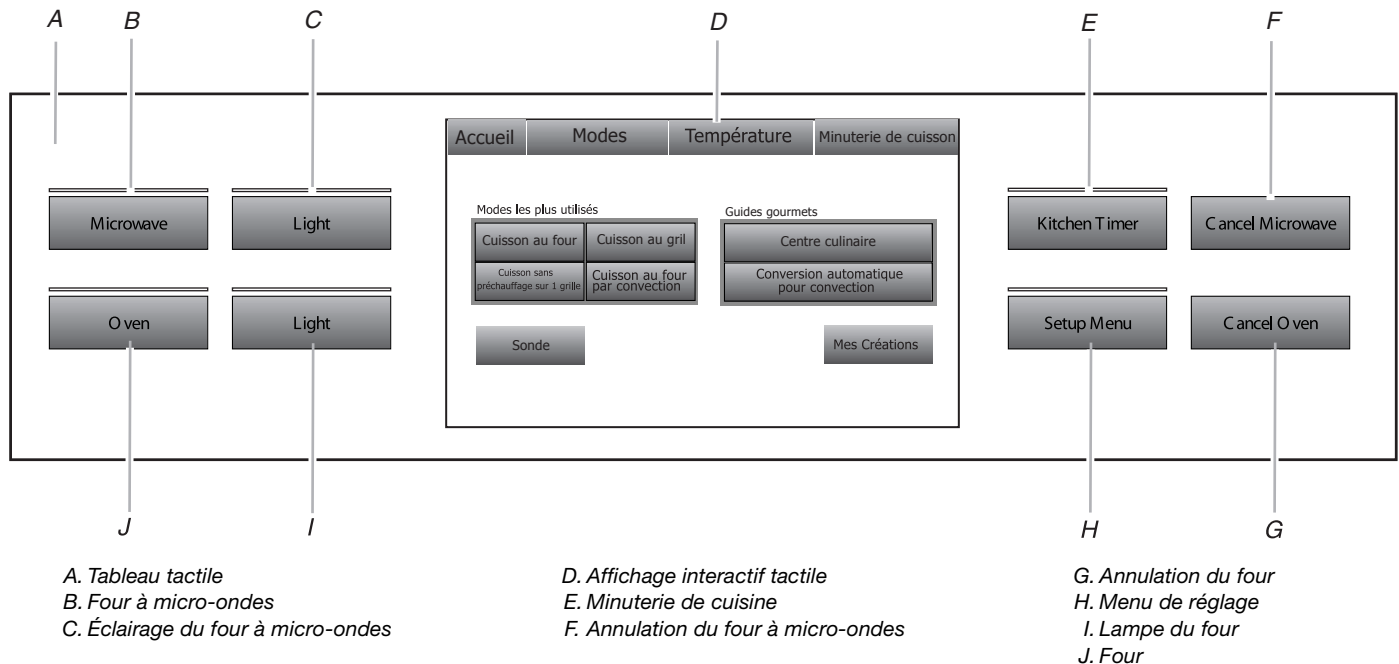 A B C D E F
Accueil Modes Température Minuterie de cuisson
Microwave Light
Modes les plus utilisés Guides gourmets
Cuisson au four Cuisson au gril Centre culinaire
Cuisson sans
préchauffage sur 1 grille
Cuisson au four
par convection
Conversion automatique
pour convection
Kitchen Timer Cancel Microwave
Oven Light
Sonde Mes Créations
Setup Menu Cancel Oven
J I H G
A. Tableau tactile
B. Four à micro-ondes
C. Éclairage du four à micro-ondes
D. Affichage interactif tactile
E. Minuterie de cuisine
F. Annulation du four à micro-ondes
G. Annulation du four
H. Menu de réglage
I. Lampe du four
J. Four